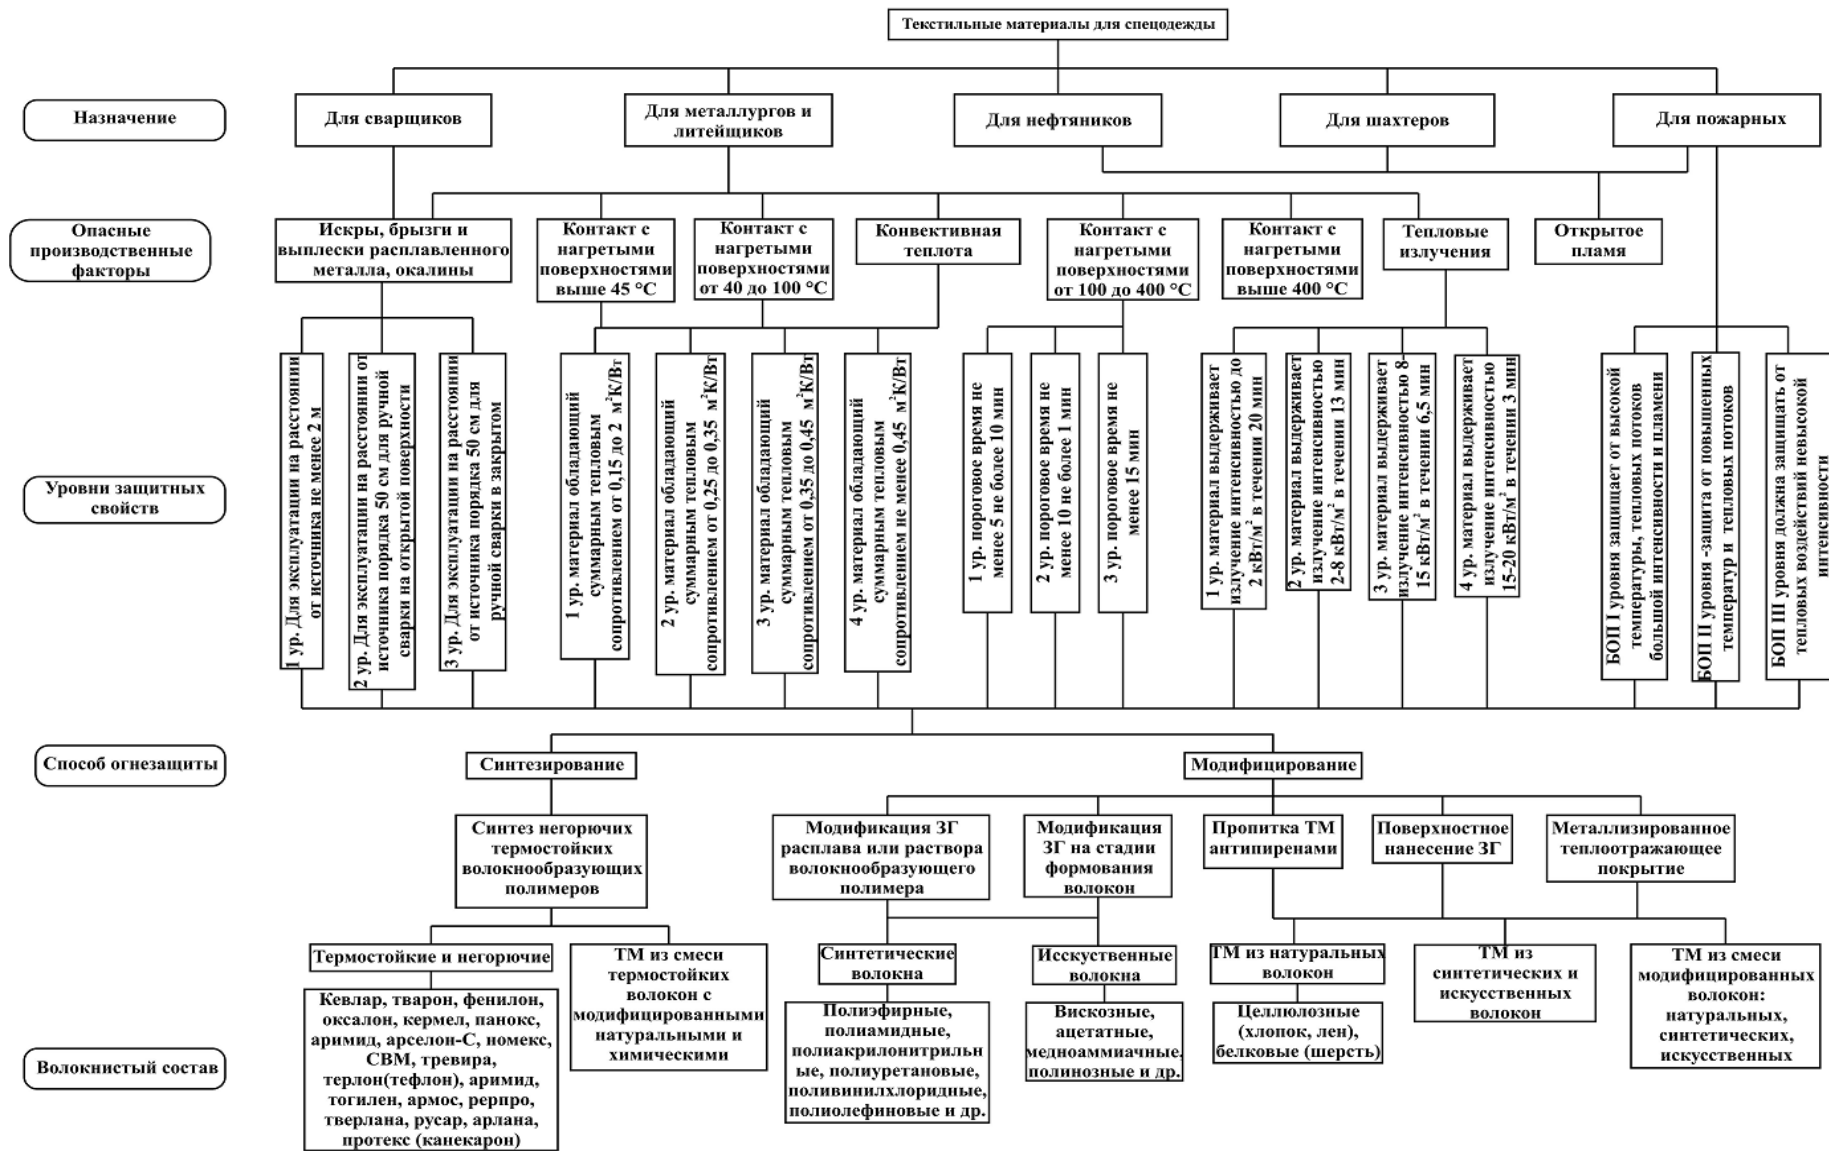 Текстильные материалы для спецодежды
Назначение
Для сварщиков
Для металлургов и
литейщиков
Для нефтяников
Для шахтеров
Для пожарных
Опасные
производственные
факторы
Искры, брызги и
выплески расплавленного
металла, окалины
Контакт с
нагретыми
поверхностями
выше 45 °С
Контакт с
нагретыми
поверхностями
от 40 до 100 °С
Конвективная
теплота
Контакт с
нагретыми
поверхностями
от 100 до 400 °С
Контакт с
нагретыми
поверхностями
выше 400 °С
Тепловые
излучения
Открытое
пламя
Уровни защитных
свойств
1 ур. Для эксплуатации на расстоянии
от источника не менее 2 м
2 ур. Для эксплуатации на расстояни от
источника порядка 50 см для ручной
сварки на открытой поверхности
3 ур. Для эксплуатации на расстоянии
от источника порядка 50 см для
ручной сварки в закрытом
1 ур. материал обладающий
суммарным тепловым
сопротивлением от 0,15 до 2 м²К/Вт
2 ур. материал обладающий
суммарным тепловым
сопротивлением от 0,25 до 0,35 м²К/Вт
3 ур. материал обладающий
суммарным тепловым
сопротивлением от 0,35 до 0,45 м²К/Вт
4 ур. материал обладающий
суммарным тепловым
сопротивлением не менее 0,45 м²К/Вт
1 ур. пороговое время не
менее 5 не более 10 мин
2 ур. пороговое время не
менее 10 не более 1 мин
3 ур. пороговое время не
менее 15 мин
1 ур. материал выдерживает
излучение интенсивностью до
2 кВт/м² в течении 20 мин
2 ур. материал выдерживает
излучение интенсивностью
2-8 кВт/м² в течении 13 мин
3 ур. материал выдерживает
излучение интенсивностью 8-
15 кВт/м² в течении 6,5 мин
4 ур. материал выдерживает
излучение интенсивностью
15-20 кВт/м² в течении 3 мин
БОП I уровня защищает от высокой
температуры, тепловых потоков
большой интенсивности и пламени
БОП II уровня -защита от повышенных
температур и тепловых потоков
БОП III уровня должна защищать от
тепловых воздействий невысокой
интенсивности
Способ огнезащиты
Синтезирование
Модифицирование
Синтез негорючих
термостойких
волокнообразующих
полимеров
Модификация ЗГ
расплава или раствора
волокнообразующего
полимера
Модификация
ЗГ на стадии
формования
волокон
Пропитка ТМ
антипиренами
Поверхностное
нанесение ЗГ
Металлизированное
теплоотражающее
покрытие
Волокнистый состав
Термостойкие и негорючие
ТМ из смеси
термостойких
волокон с
модифицированными
натуральными и
химическими
Синтетические
волокна
Исскуственные
волокна
ТМ из натуральных
волокон
ТМ из
синтетических и
искусственных
волокон
ТМ из смеси
модифицированных
волокон:
натуральных,
синтетических,
искусственных
Кевлар, тварон, фенилон,
оксалон, кермел, панокс,
аримид, арселон-С, номекс,
СВМ, тревира,
терлон(тефлон), аримид,
тогилен, армос, рерпро,
тверлана, русар, арлана,
протекс (канекарон)
Полиэфирные,
полиамидные,
полиакрилонитрильн
ые, полиуретановые,
поливинилхлоридные,
полиолефиновые и др.
Вискозные,
ацетатные,
медноаммиачные,
полинозные и др.
Целлюлозные
(хлопок, лен),
белковые (шерсть)